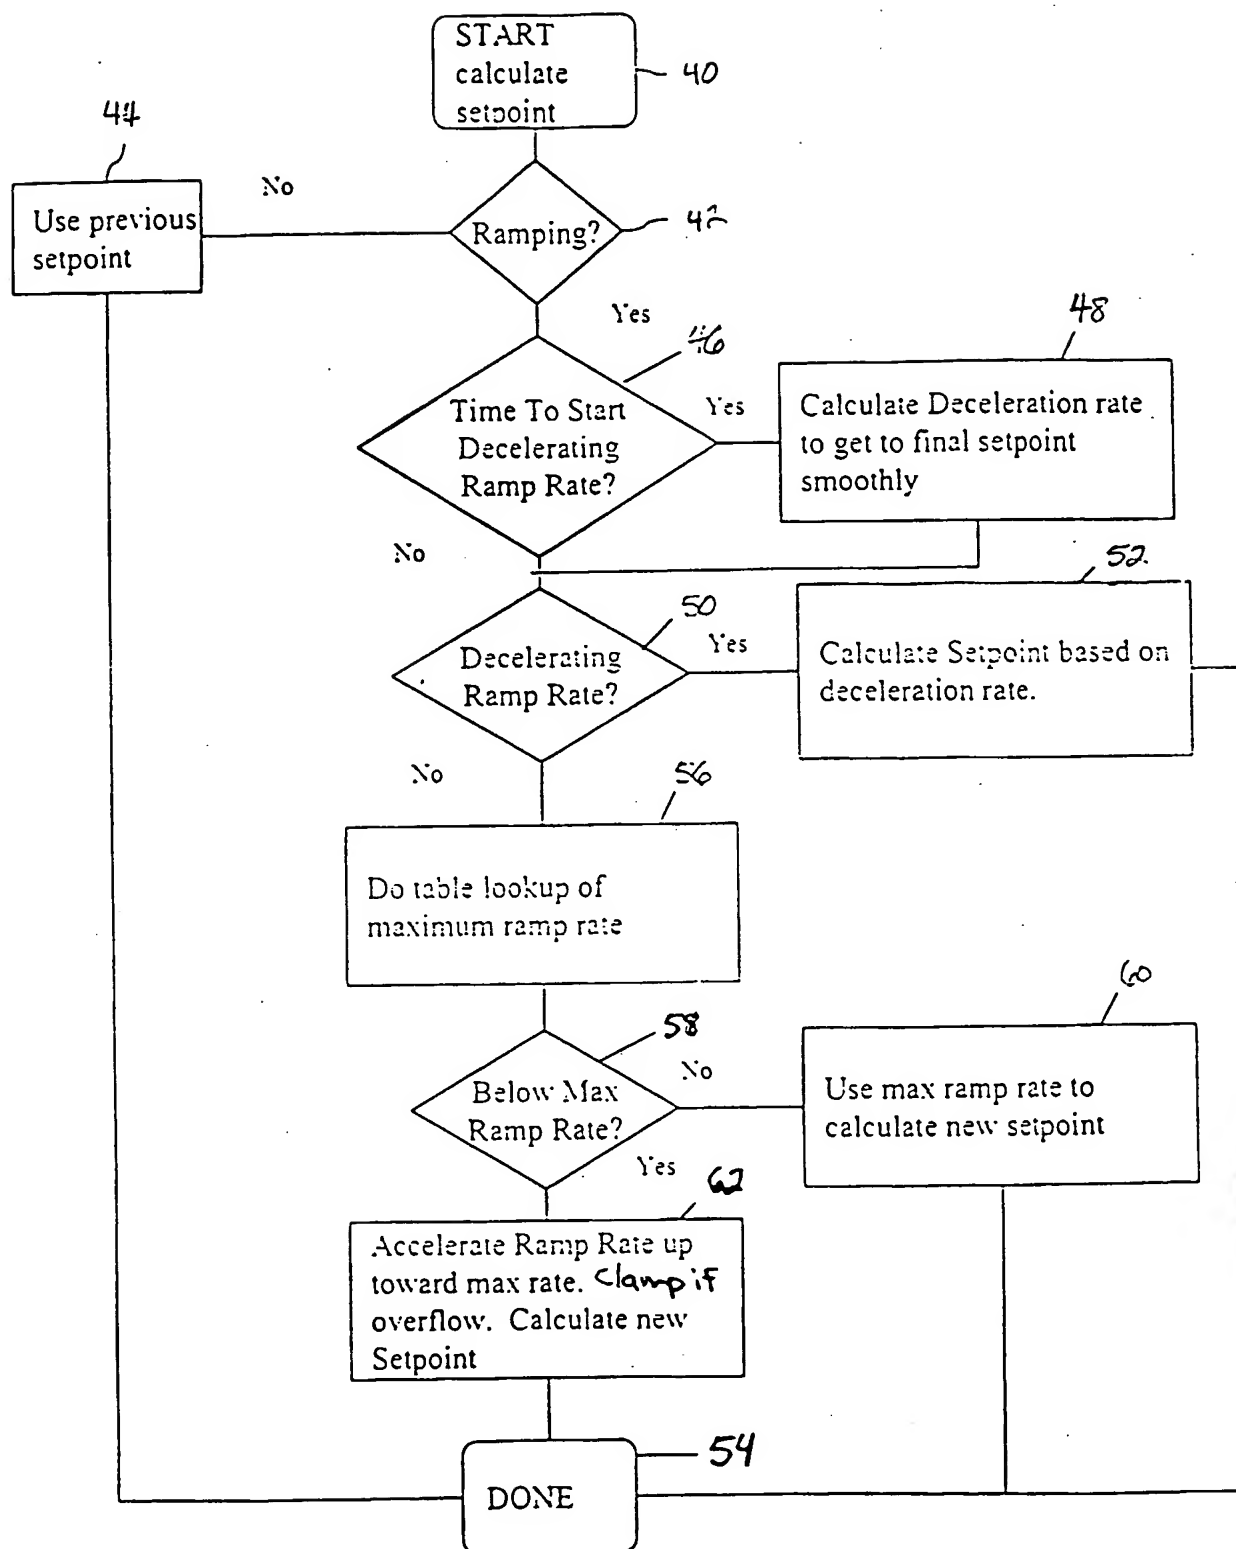 START
calculate
setpoint
40
44
No
Use previous
setpoint
Ramping?
42
Yes
46
48
Time To Start
Decelerating
Ramp Rate?
Yes
Calculate Deceleration rate
to get to final setpoint
smoothly
No
52
50
Decelerating
Ramp Rate?
Yes
Calculate Setpoint based on
deceleration rate.
No
56
Do table lookup of
maximum ramp rate
60
58
Below Max
Ramp Rate?
No
Use max ramp rate to
calculate new setpoint
Yes
62
Accelerate Ramp Rate up
toward max rate. Clamp if
overflow. Calculate new
Setpoint
54
DONE